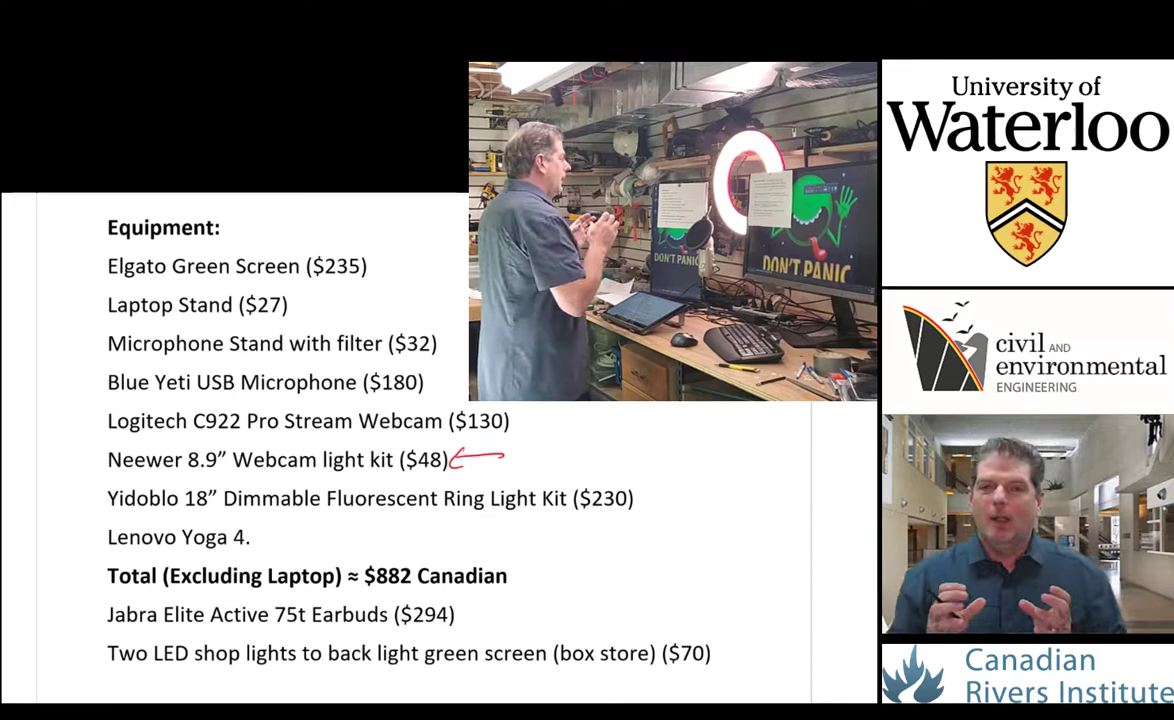 Equipment:
Elgato Green Screen ($235)
Laptop Stand ($27)
Microphone Stand with filter ($32)
Blue Yeti USB Microphone ($180)
Logitech C922 Pro Stream Webcam ($130)
Neewer 8.9” Webcam light kit ($48)
Yidoblo 18” Dimmable Fluorescent Ring Light Kit ($230)
Lenovo Yoga 4.
Total (Excluding Laptop) ≈ $882 Canadian
Jabra Elite Active 75t Earbuds ($294)
Two LED shop lights to back light green screen (box store) ($70)
DON'T PANIC
DON'T PANIC
University of
Waterloo
civil AND
environmental
ENGINEERING
Canadian
Rivers Institute